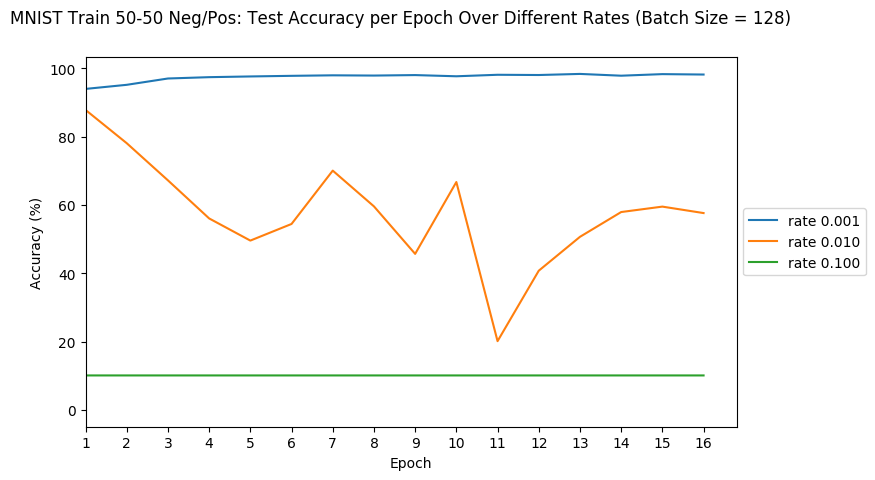 MNIST Train 50-50 Neg/Pos: Test Accuracy per Epoch Over Different Rates (Batch Size = 128)
100
80
60
40
20
0
Accuracy (%)
1 2 3 4 5 6 7 8 9 10 11 12 13 14 15 16
Epoch
rate 0.001
rate 0.010
rate 0.100